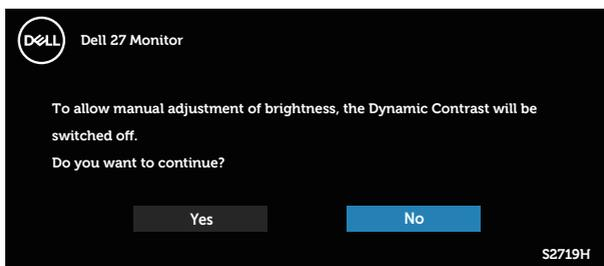 DELL
Dell 27 Monitor
To allow manual adjustment of brightness, the Dynamic Contrast will be
switched off.
Do you want to continue?
Yes
No
S2719H